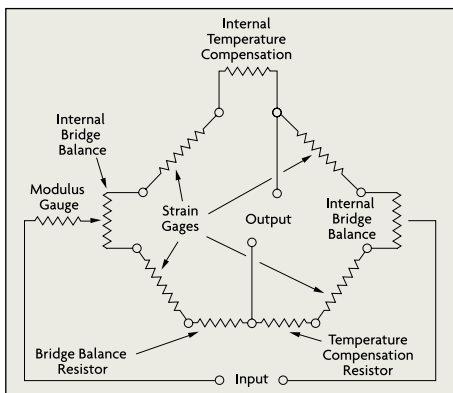 Internal
Temperature
Compensation
Internal
Bridge
Balance
Modulus
Gauge
Strain
Gages
Output
Internal
Bridge
Balance
Bridge Balance
Resistor
Temperature
Compensation
Resistor
Input